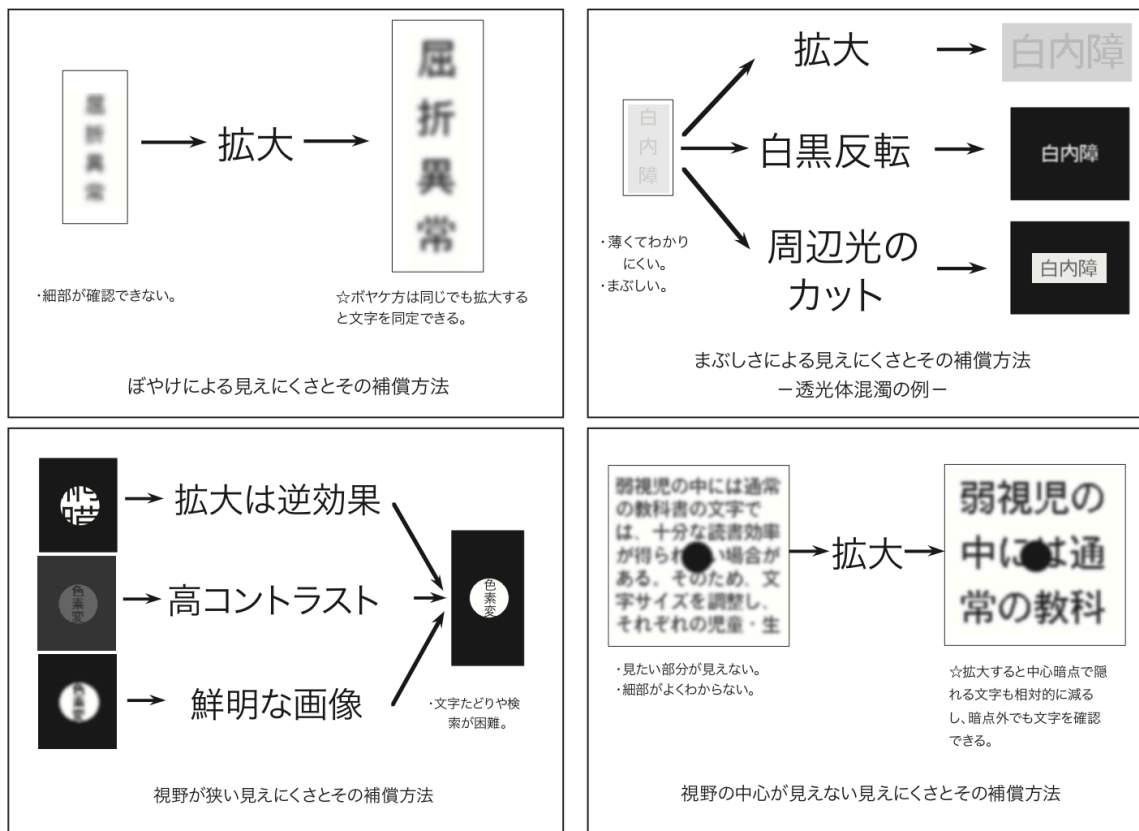 屈折異常
拡大
屈折異常
・細部が確認できない。
☆ボヤケ方は同じでも拡大する
と文字を同定できる。
ぼやけによる見えにくさとその補償方法
白内障
・薄くてわかり
にくい。
・まぶしい。
拡大
白内障
白黒反転
白内障
周辺光の
カット
白内障
まぶしさによる見えにくさとその補償方法
－透光体混濁の例－
拡大は逆効果
色素変
高コントラスト
色素変
鮮明な画像
色素変
・文字たどりや検
索が困難。
視野が狭い見えにくさとその補償方法
弱視児の中には通常
の教科書の文字で
は、十分な読書効率
が得られ い場合が
ある。そのため、文
字サイズを調整し、
それぞれの児童・生
・見たい部分が見えない。
・細部がよくわからない。
拡大
弱視児の
中には通
常の教科
☆拡大すると中心暗点で隠
れる文字も相対的に減る
し、暗点外でも文字を確認
できる。
視野の中心が見えない見えにくさとその補償方法